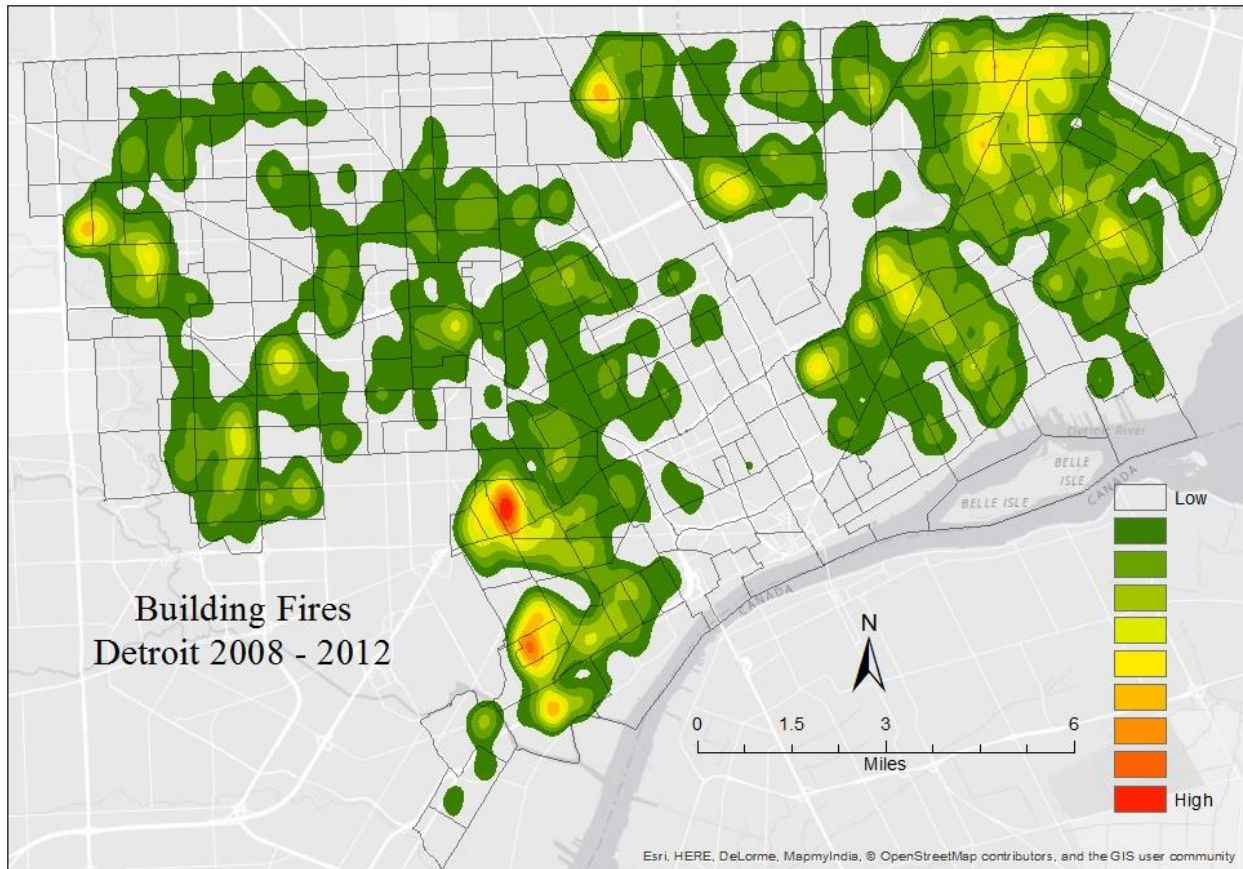 Detroit River
BELLE
ISLE
BELLE ISLE
CANADA
Low
CANADA
Building Fires
Detroit 2008 - 2012
N
0 1.5 3 6
Miles
High
Esri, HERE, DeLorme, MapmyIndia, © OpenStreetMap contributors, and the GIS user community